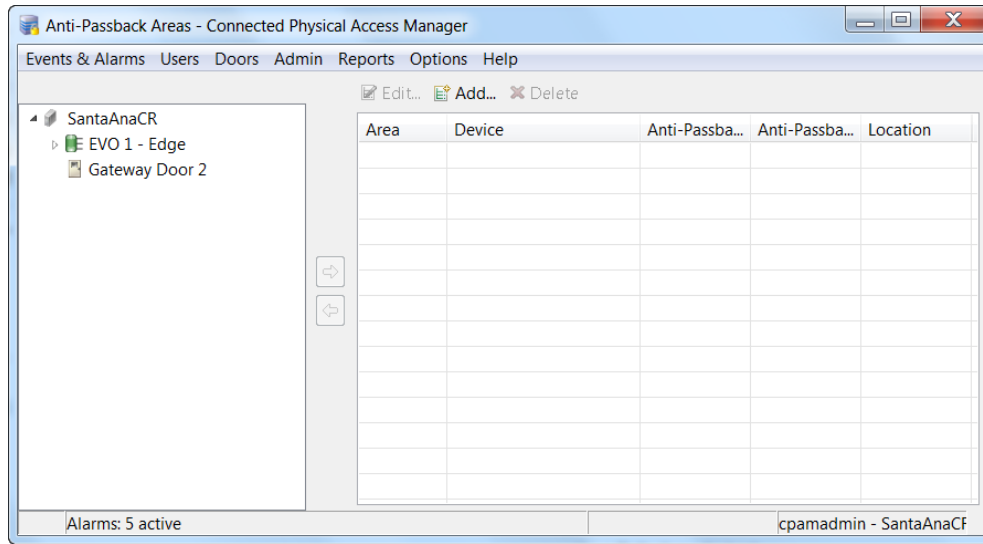 Anti-Passback Areas - Connected Physical Access Manager
Events & Alarms Users Doors Admin Reports Options Help
Edit... Add... Delete
SantaAnaCR
EVO 1 - Edge
Gateway Door 2
Area Device Anti-Passba... Anti-Passba... Location
Alarms: 5 active
cpamadmin - SantaAnaCR